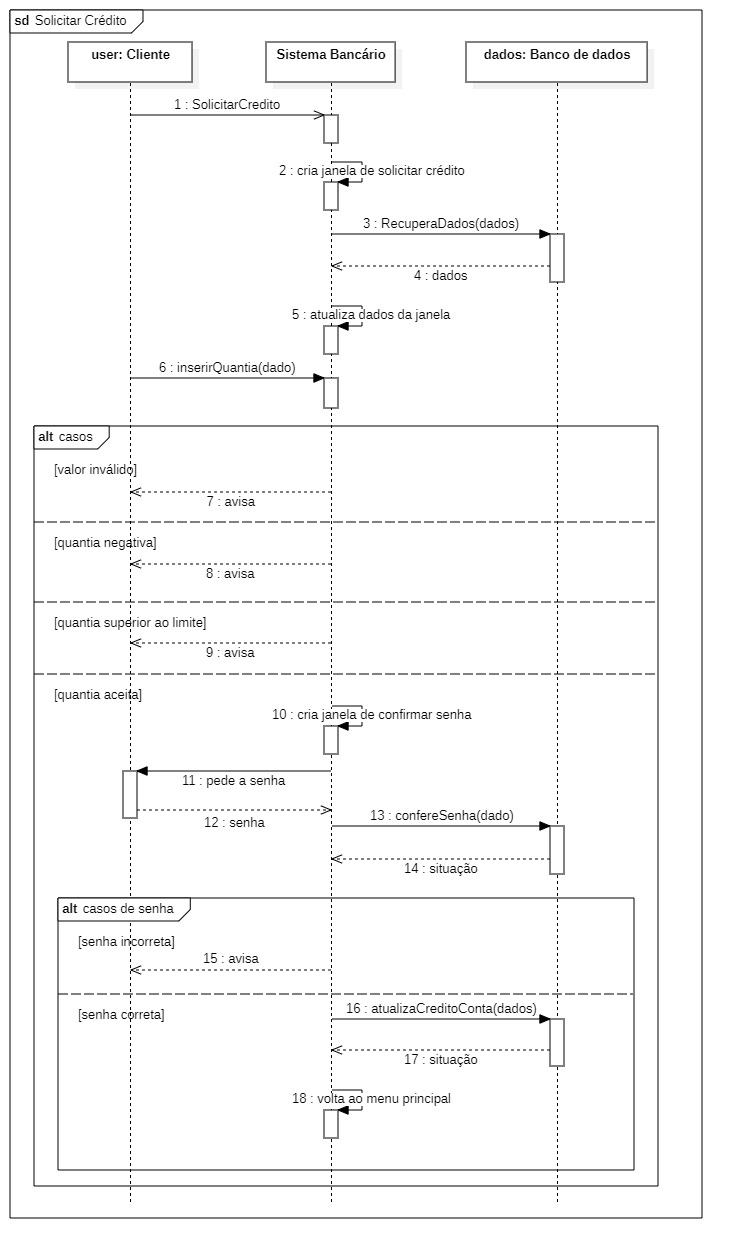 sd Solicitar Crédito
user: Cliente
Sistema Bancário
dados: Banco de dados
1 : SolicitarCredito
2 : cria janela de solicitar crédito
3 : RecuperaDados(dados)
4 : dados
5 : atualiza dados da janela
6 : inserirQuantia(dado)
alt casos
[valor inválido]
7 : avisa
[quantia negativa]
8 : avisa
[quantia superior ao limite]
9 : avisa
[quantia aceita]
10 : cria janela de confirmar senha
11 : pede a senha
12 : senha
13 : confereSenha(dado)
14 : situação
alt casos de senha
[senha incorreta]
15 : avisa
[senha correta]
16 : atualizaCreditoConta(dados)
17 : situação
18 : volta ao menu principal